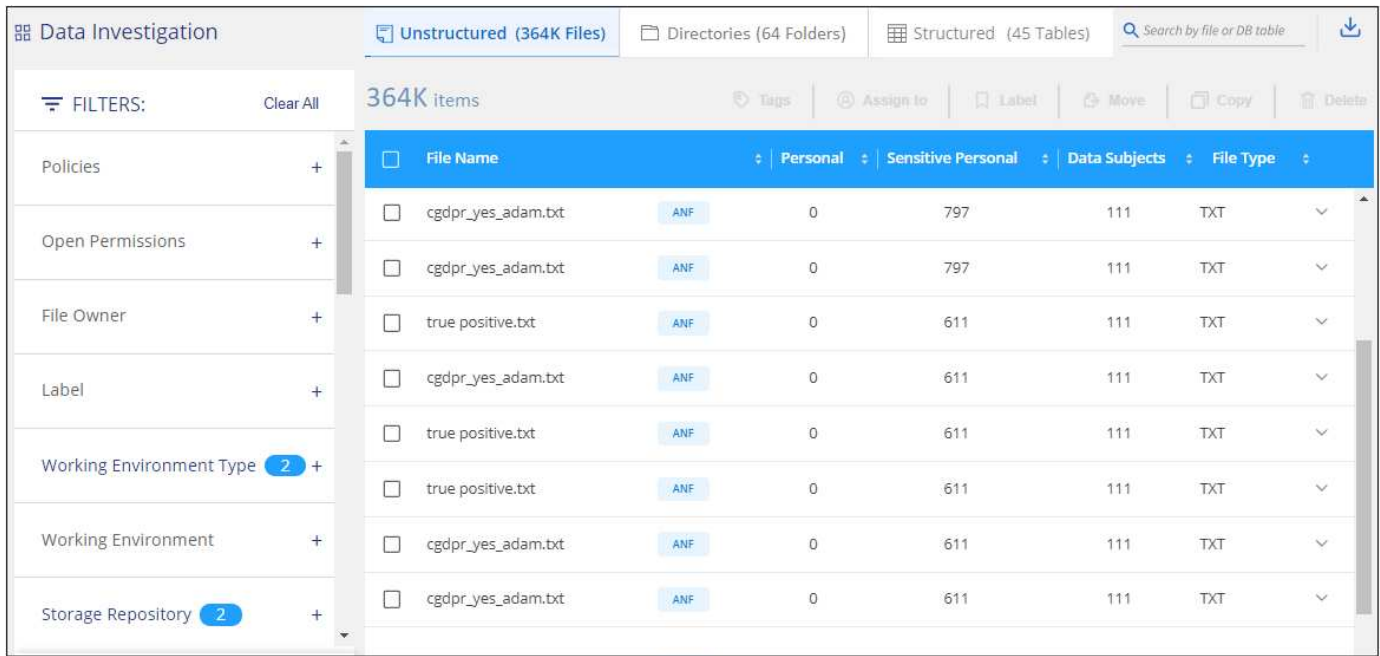 Data Investigation
Unstructured (364K Files)
Directories (64 Folders)
Structured (45 Tables)
Search by file or DB table
FILTERS: Clear All
364K items
Tags
Assign to
Label
Move
Copy
Delete
Policies +
Open Permissions +
File Owner +
Label +
Working Environment Type 2 +
Working Environment +
Storage Repository 2 +
File Name Personal Sensitive Personal Data Subjects File Type
cgdpr_yes_adam.txt ANF 0 797 111 TXT
cgdpr_yes_adam.txt ANF 0 797 111 TXT
true positive.txt ANF 0 611 111 TXT
cgdpr_yes_adam.txt ANF 0 611 111 TXT
true positive.txt ANF 0 611 111 TXT
true positive.txt ANF 0 611 111 TXT
cgdpr_yes_adam.txt ANF 0 611 111 TXT
cgdpr_yes_adam.txt ANF 0 611 111 TXT